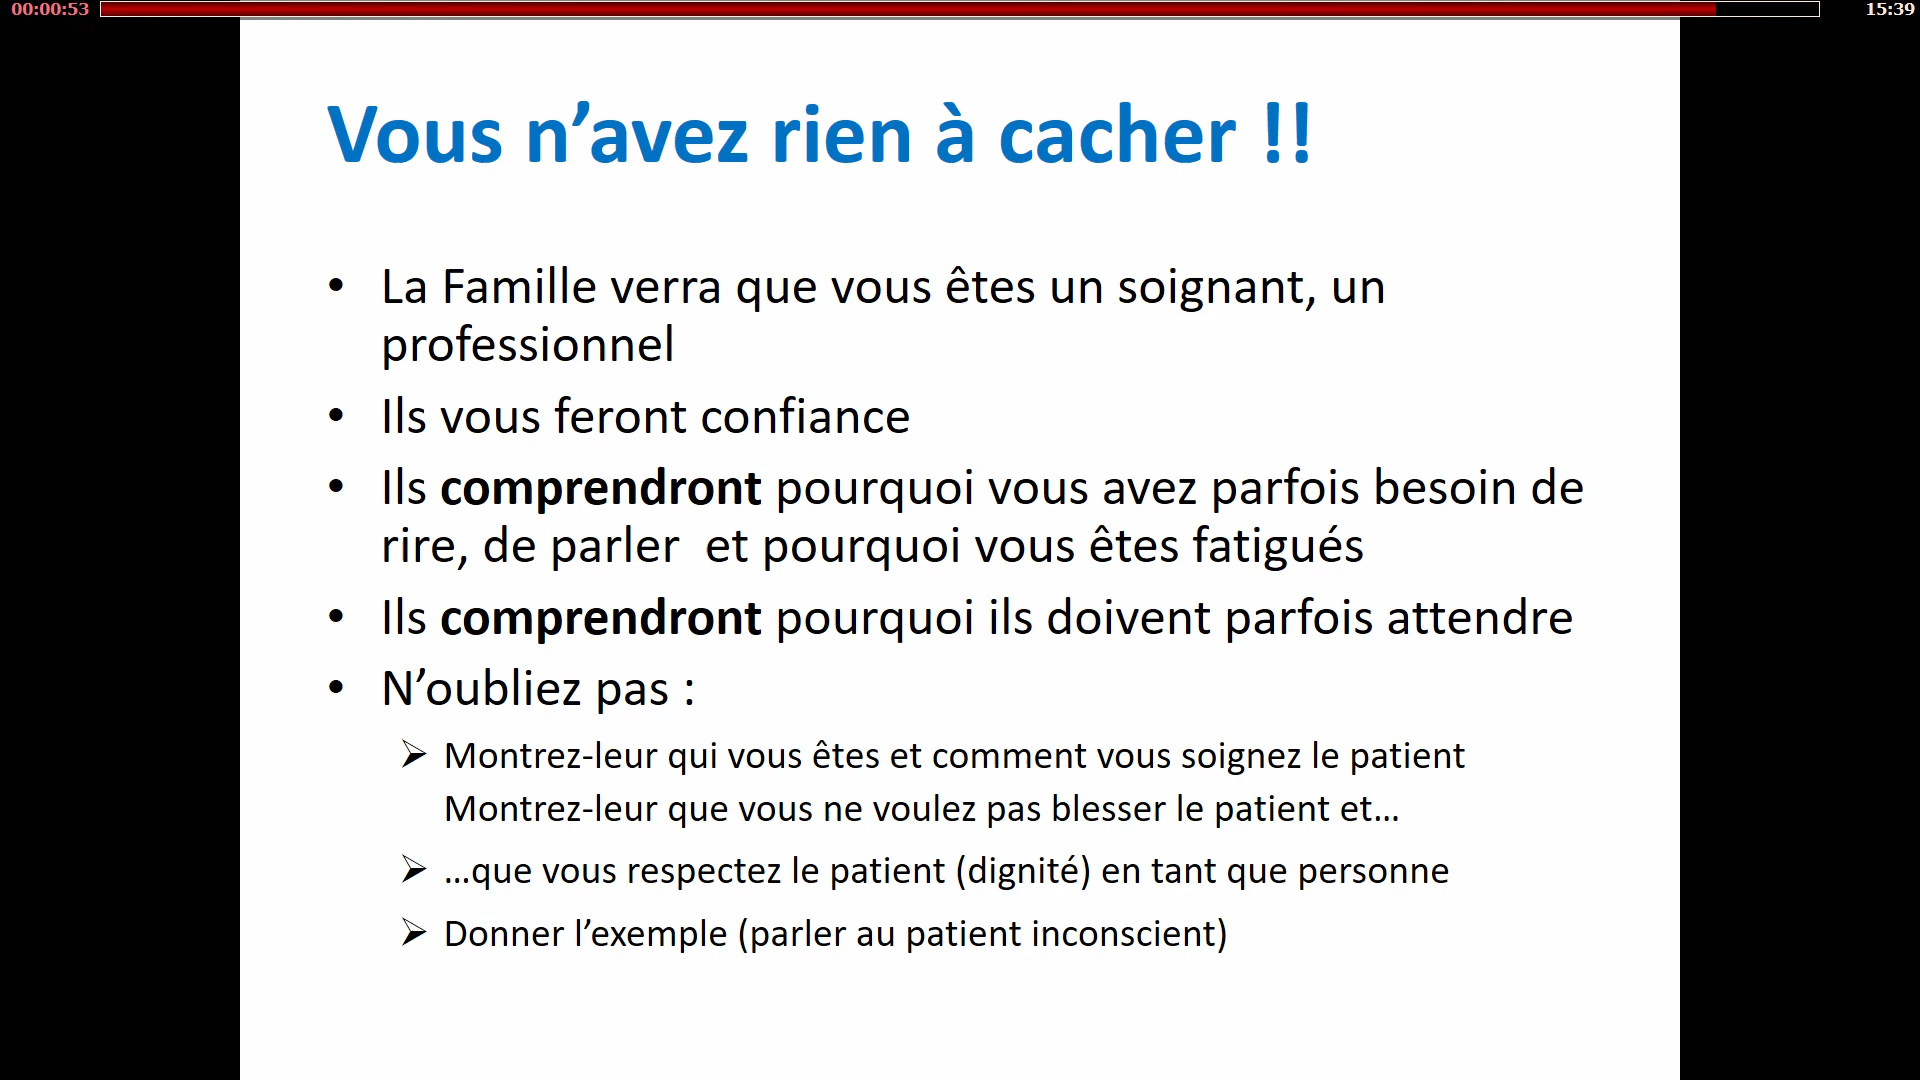 00:00:53
15:39
Vous n’avez rien à cacher !!
• La Famille verra que vous êtes un soignant, un
professionnel
• Ils vous feront confiance
• Ils comprendront pourquoi vous avez parfois besoin de
rire, de parler et pourquoi vous êtes fatigués
• Ils comprendront pourquoi ils doivent parfois attendre
• N’oubliez pas :
➢ Montrez-leur qui vous êtes et comment vous soignez le patient
Montrez-leur que vous ne voulez pas blesser le patient et…
➢ …que vous respectez le patient (dignité) en tant que personne
➢ Donner l’exemple (parler au patient inconscient)